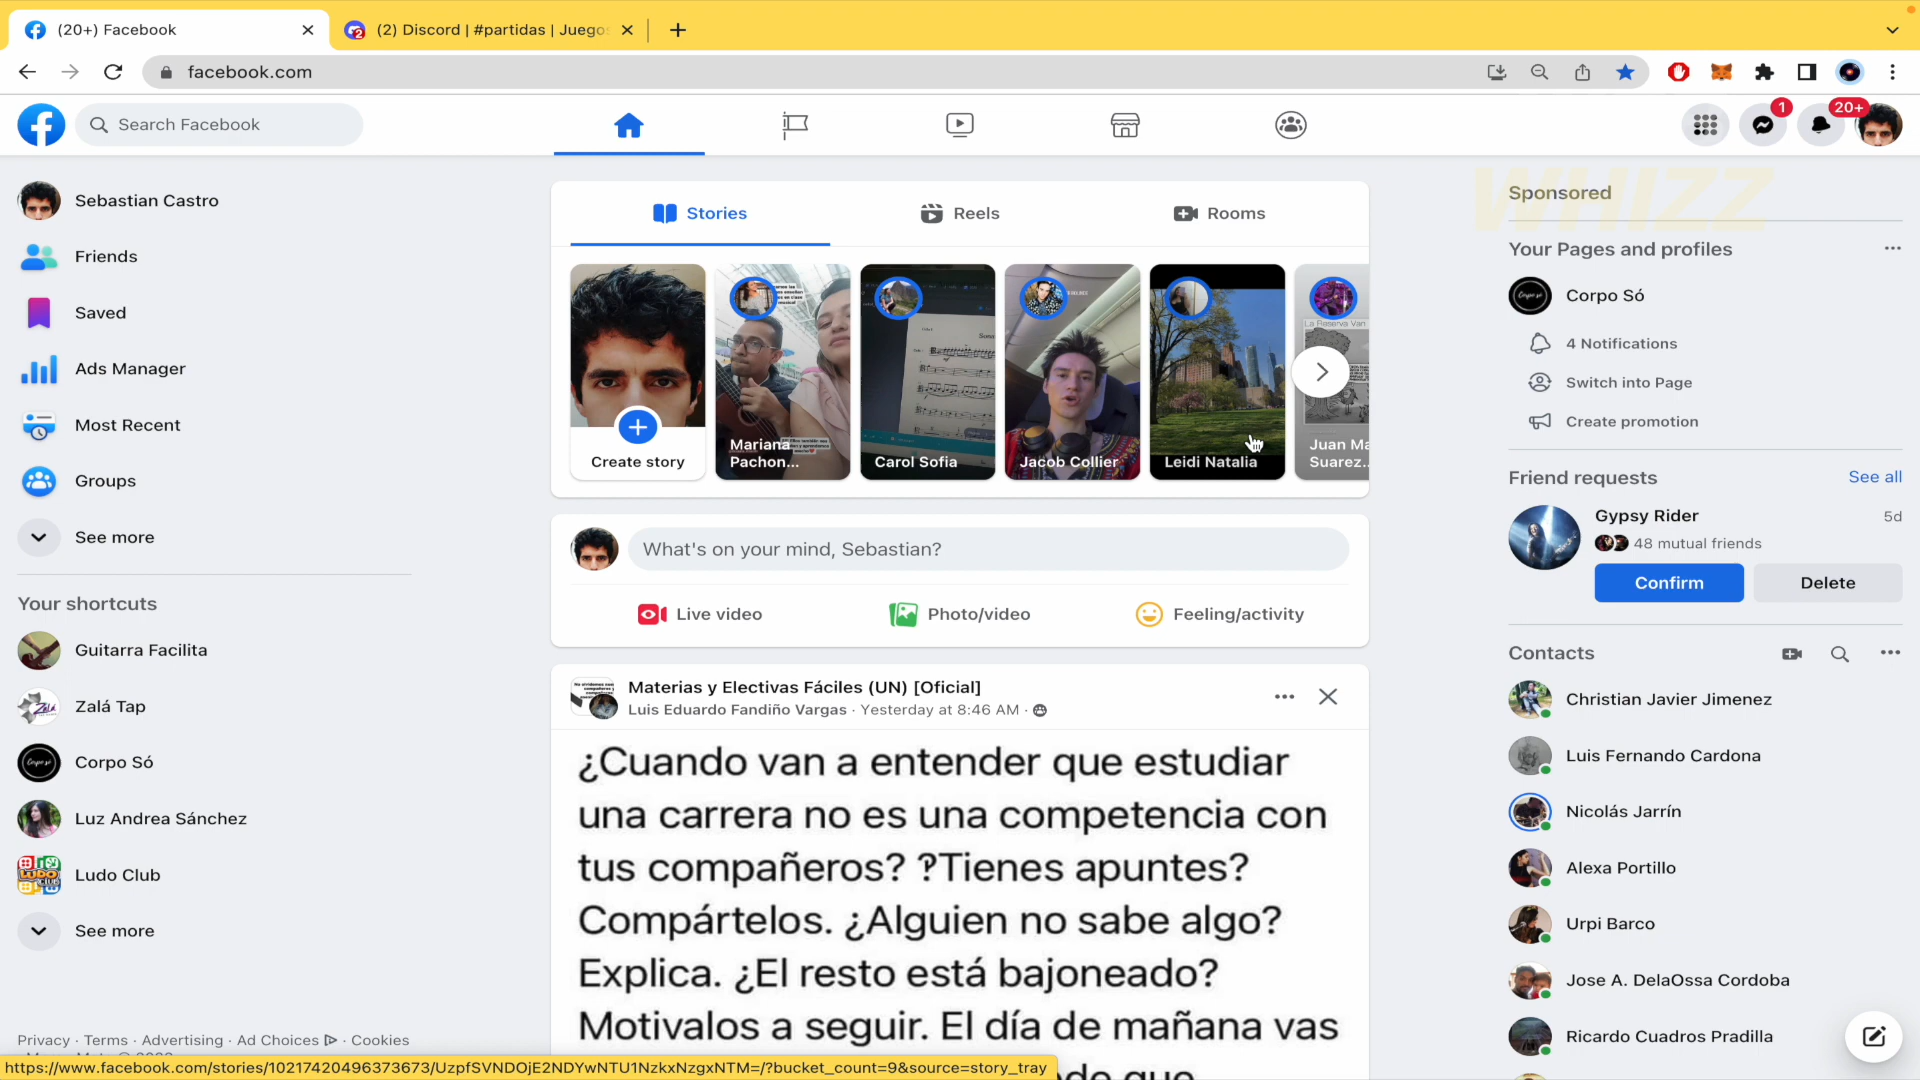 (20+) Facebook
(2) Discord | #partidas | Juego
facebook.com
Search Facebook
1
20+
WHIZZ
Sebastian Castro
Friends
Saved
Ads Manager
Most Recent
Groups
See more
Your shortcuts
Guitarra Facilita
Zalá Tap
Corpo Só
Luz Andrea Sánchez
Ludo Club
See more
Privacy · Terms · Advertising · Ad Choices · Cookies
Stories
Reels
Rooms
Create story
Mariana
Pachon...
Carol Sofia
Jacob Collier
Leidi Natalia
La Reserva Van
Juan Ma
Suarez..
What's on your mind, Sebastian?
Live video
Photo/video
Feeling/activity
Materias y Electivas Fáciles (UN) [Oficial]
Luis Eduardo Fandiño Vargas · Yesterday at 8:46 AM ·
¿Cuando van a entender que estudiar
una carrera no es una competencia con
tus compañeros? ?Tienes apuntes?
Compártelos. ¿Alguien no sabe algo?
Explica. ¿El resto está bajoneado?
Motivalos a seguir. El día de mañana vas
que
Sponsored
Your Pages and profiles
Corpo Só
4 Notifications
Switch into Page
Create promotion
Friend requests
See all
Gypsy Rider
5d
48 mutual friends
Confirm
Delete
Contacts
Christian Javier Jimenez
Luis Fernando Cardona
Nicolás Jarrín
Alexa Portillo
Urpi Barco
Jose A. DelaOssa Cordoba
Ricardo Cuadros Pradilla
https://www.facebook.com/stories/10217420496373673/UzpfSVNDOjE2NDYwNTU1NzkxNzgxNTM=/?bucket_count=9&source=story_tray